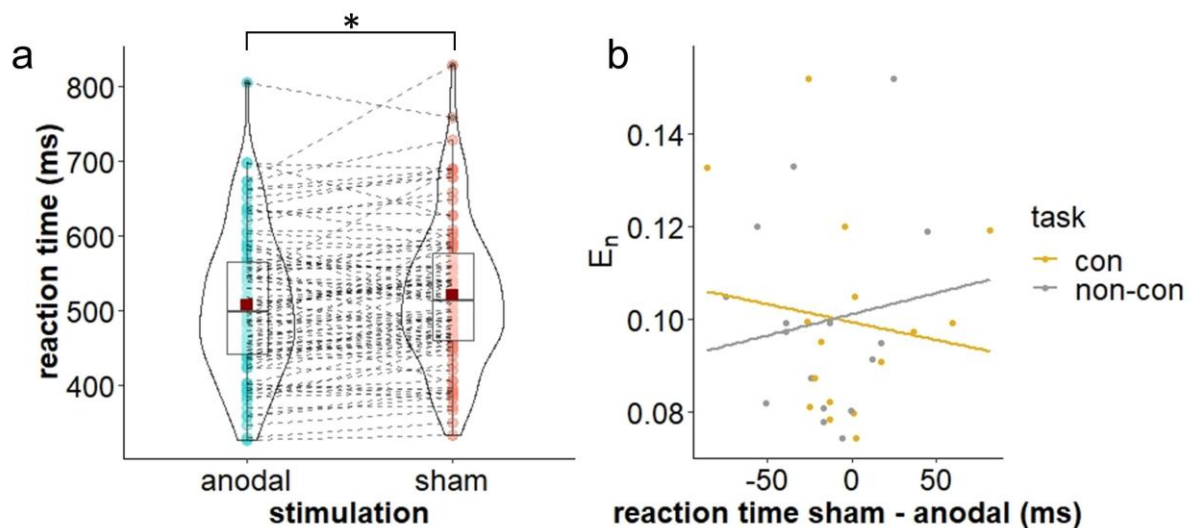 a
*
reaction time (ms)
800
700
600
500
400
anodal
sham
stimulation
b
Eₙ
0.14
0.12
0.10
0.08
-50
0
50
reaction time sham - anodal (ms)
task
con
non-con